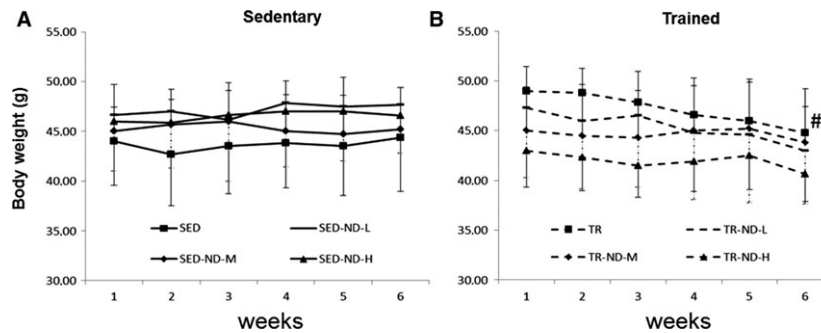 A
Sedentary
Body weight (g)
55.00
50.00
45.00
40.00
35.00
30.00
SED
SED-ND-L
SED-ND-M
SED-ND-H
1 2 3 4 5 6
weeks
B
Trained
55.00
50.00
45.00
40.00
35.00
30.00
#
TR
TR-ND-L
TR-ND-M
TR-ND-H
1 2 3 4 5 6
weeks